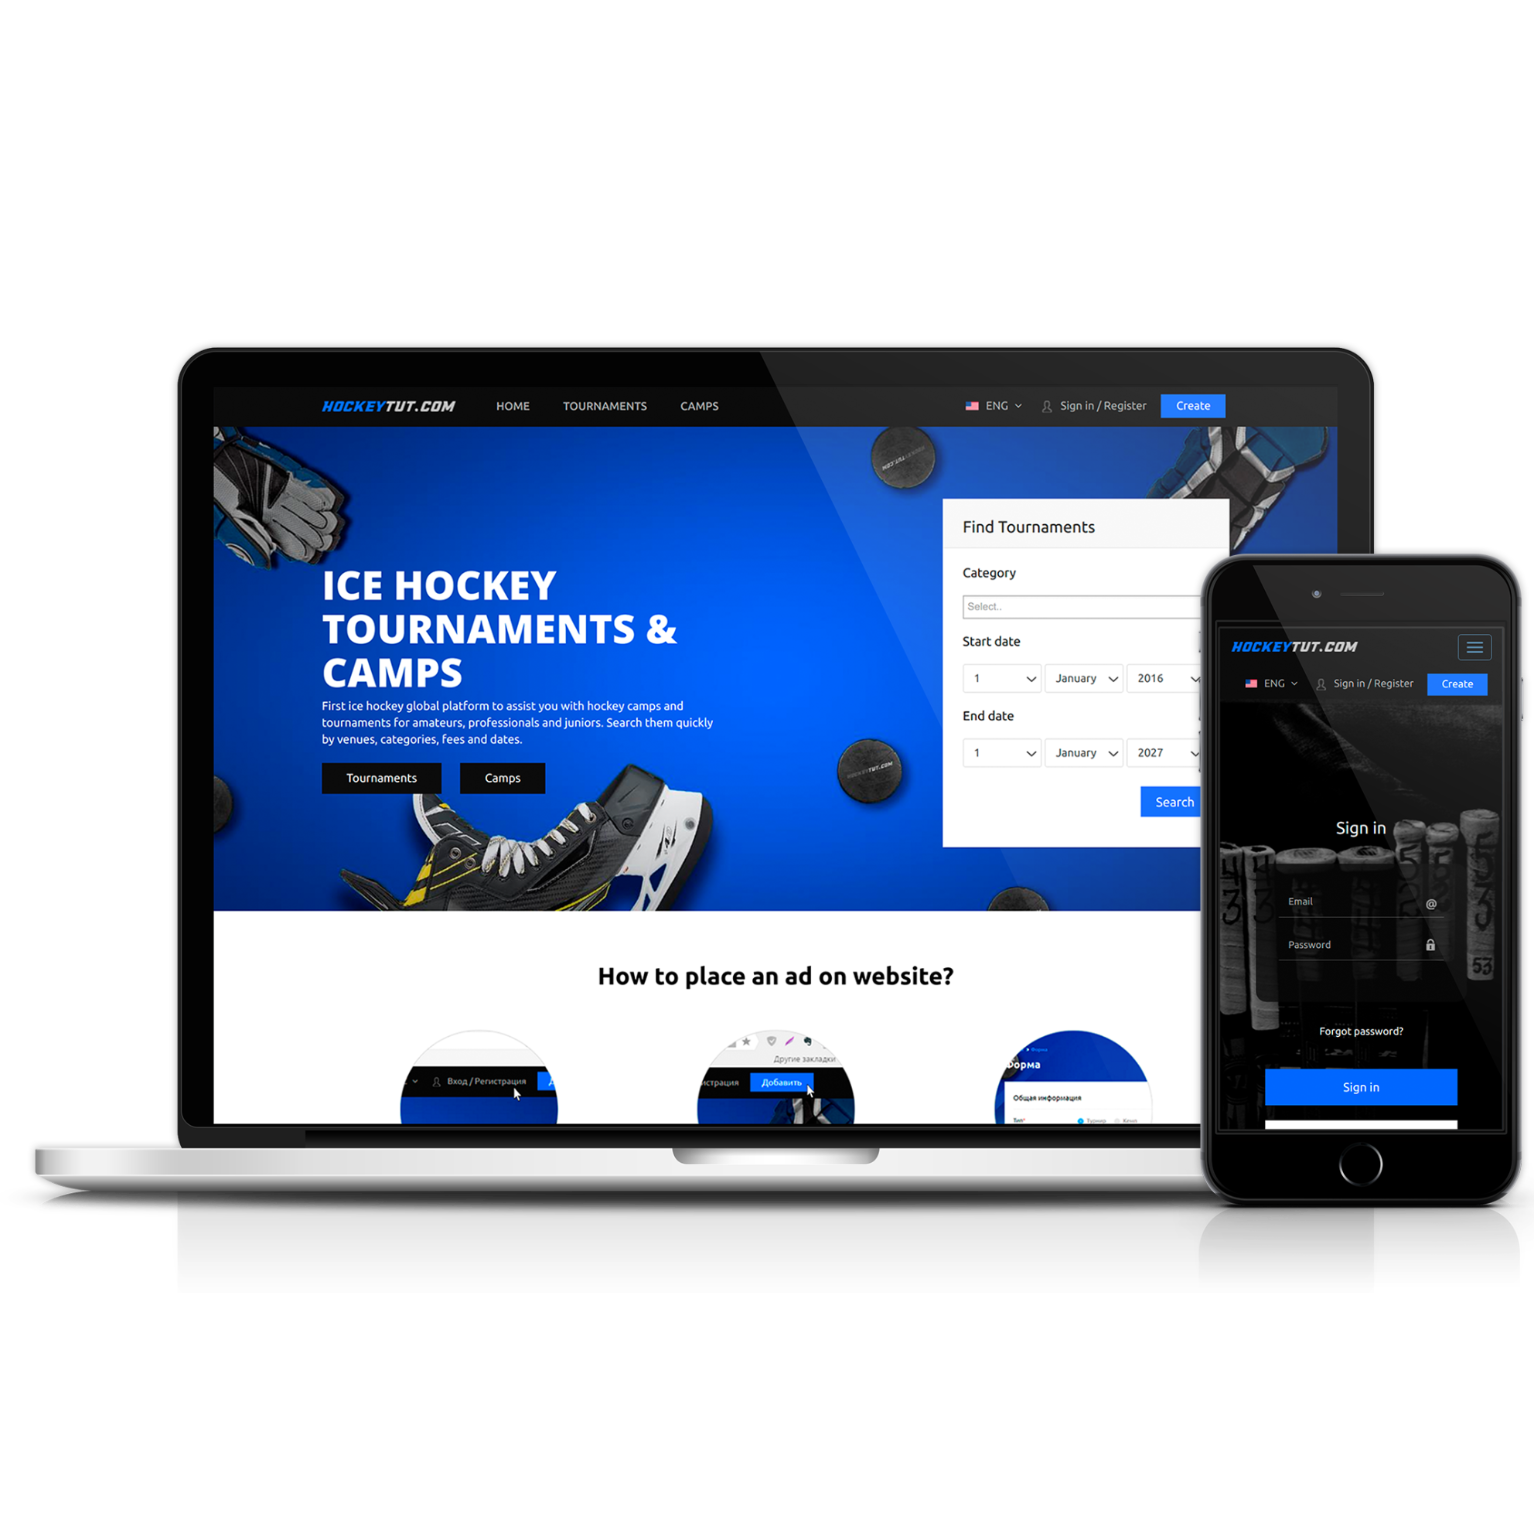 HOCKEYTUT.COM HOME TOURNAMENTS CAMPS ENG Sign in / Register Create
ICE HOCKEY
TOURNAMENTS &
CAMPS
First ice hockey global platform to assist you with hockey camps and
tournaments for amateurs, professionals and juniors. Search them quickly
by venues, categories, fees and dates.
Tournaments Camps
Find Tournaments
Category
Select..
Start date
1 January 2016
End date
1 January 2027
Search
How to place an ad on website?
Вход / Регистрация
Другие закладки
Добавить
Форма
Общая информация
Тип*
Турнир Кемп
HOCKEYTUT.COM
ENG Sign in / Register Create
Sign in
Email @
Password
53
Forgot password?
Sign in